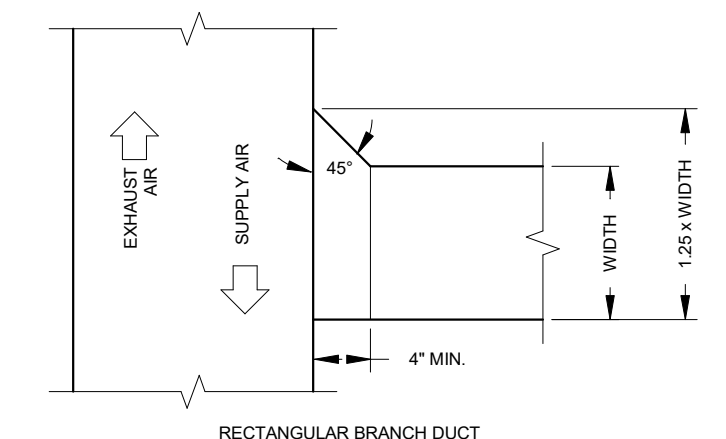 EXHAUST
AIR
SUPPLY AIR
45°
WIDTH
1.25 x WIDTH
4" MIN.
RECTANGULAR BRANCH DUCT